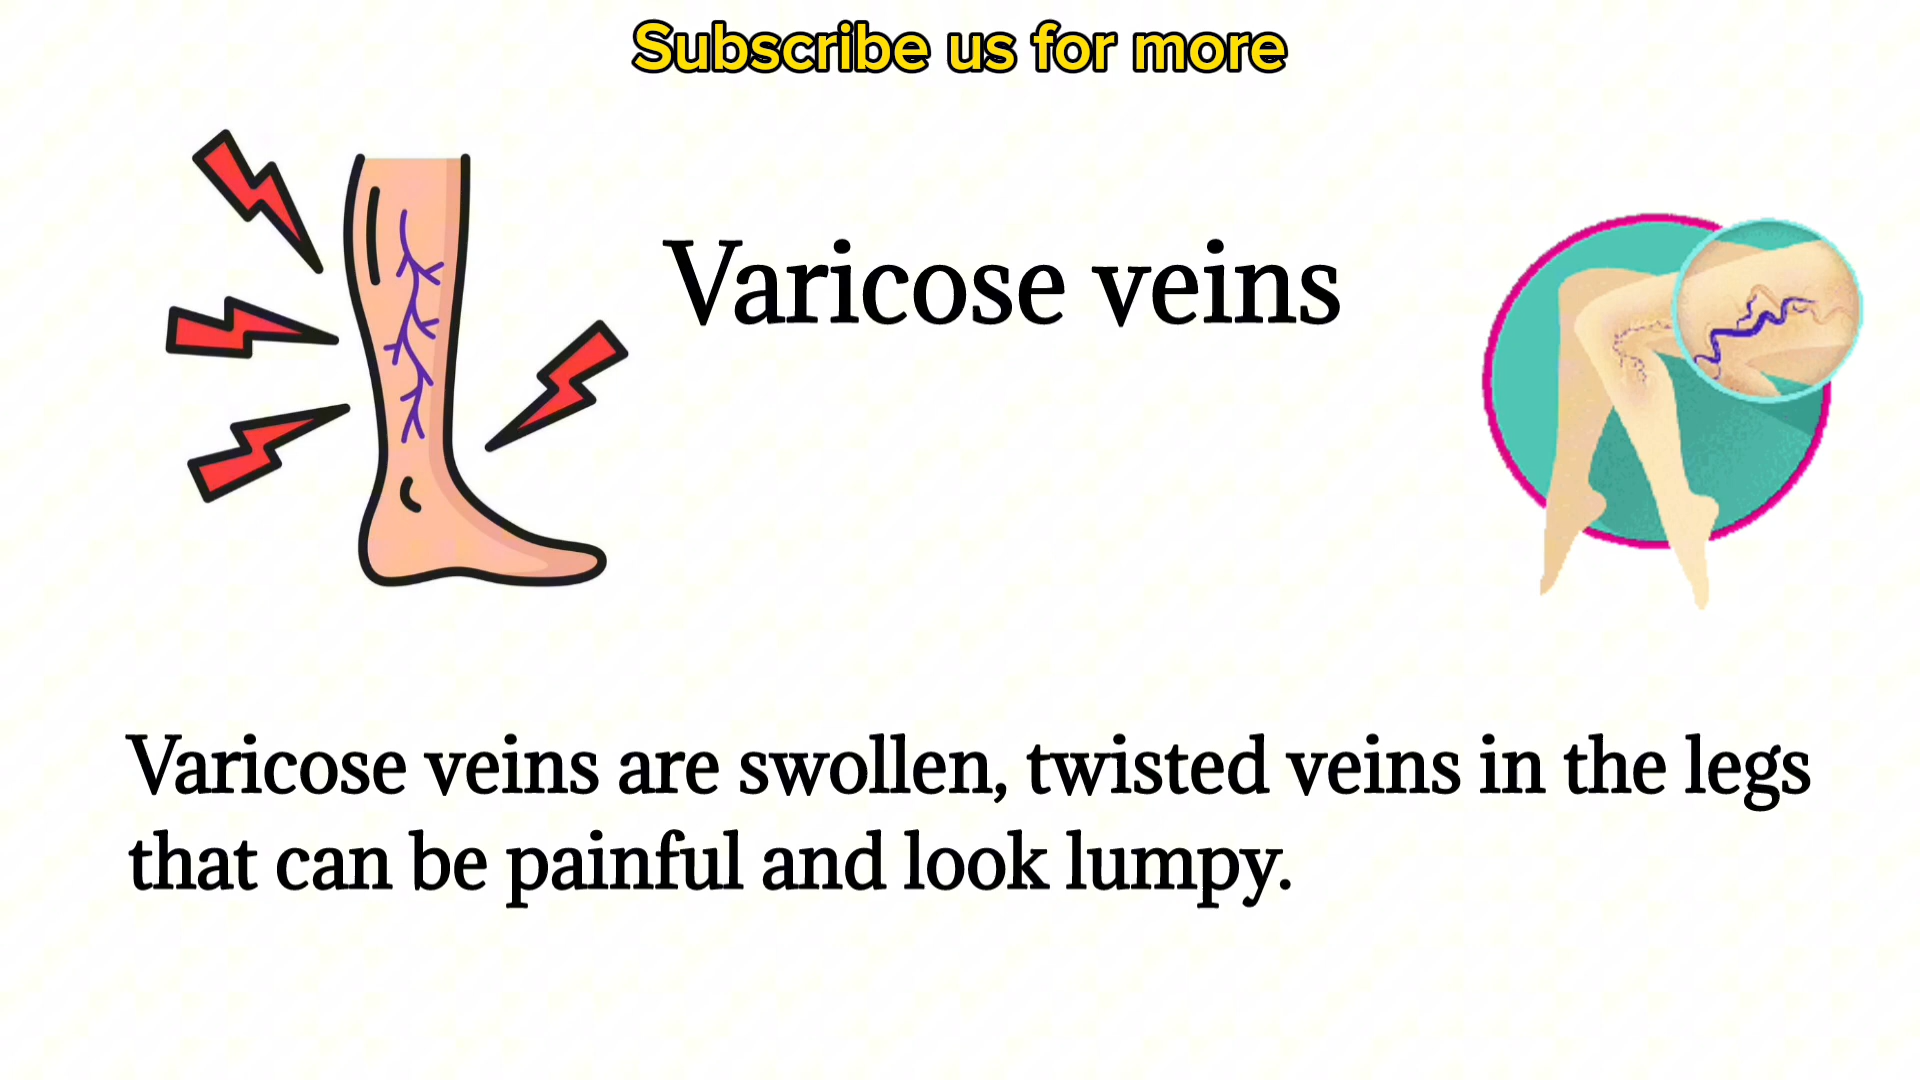 Subscribe us for more
Varicose veins
Varicose veins are swollen, twisted veins in the legs
that can be painful and look lumpy.